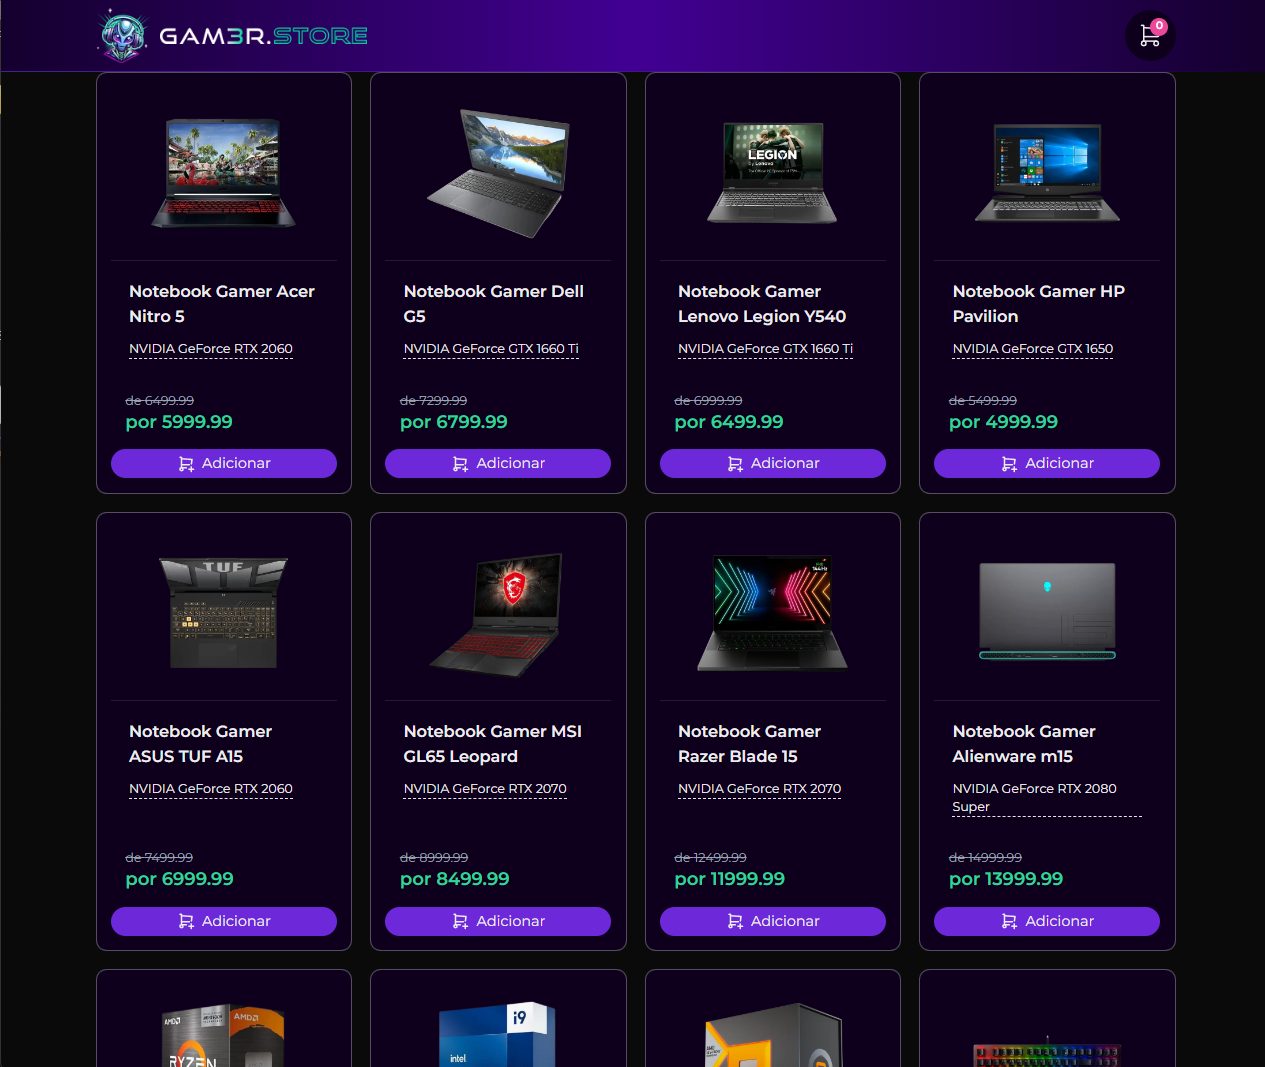 GAM3R.STORE
0
LEGION
by Lenovo
Notebook Gamer Acer
Nitro 5
NVIDIA GeForce RTX 2060
de 6499.99
por 5999.99
Adicionar
Notebook Gamer Dell
G5
NVIDIA GeForce GTX 1660 Ti
de 7299.99
por 6799.99
Adicionar
Notebook Gamer
Lenovo Legion Y540
NVIDIA GeForce GTX 1660 Ti
de 6999.99
por 6499.99
Adicionar
Notebook Gamer HP
Pavilion
NVIDIA GeForce GTX 1650
de 5499.99
por 4999.99
Adicionar
TUF
144Hz
Notebook Gamer
ASUS TUF A15
NVIDIA GeForce RTX 2060
de 7499.99
por 6999.99
Adicionar
Notebook Gamer MSI
GL65 Leopard
NVIDIA GeForce RTX 2070
de 8999.99
por 8499.99
Adicionar
Notebook Gamer
Razer Blade 15
NVIDIA GeForce RTX 2070
de 12499.99
por 11999.99
Adicionar
Notebook Gamer
Alienware m15
NVIDIA GeForce RTX 2080
Super
de 14999.99
por 13999.99
Adicionar
AMD
AMD
RYZEN
i9
intel